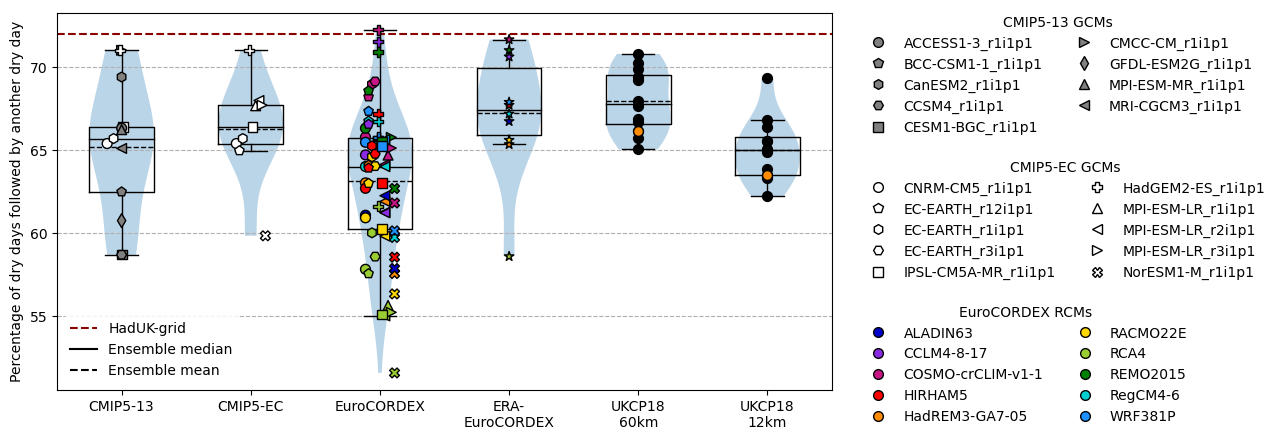 Percentage of dry days followed by another dry day
70
65
60
55
HadUK-grid
Ensemble median
Ensemble mean
CMIP5-13
CMIP5-EC
EuroCORDEX
ERA-
EuroCORDEX
UKCP18
60km
UKCP18
12km
CMIP5-13 GCMs
ACCESS1-3_r1i1p1
BCC-CSM1-1_r1i1p1
CanESM2_r1i1p1
CCSM4_r1i1p1
CESM1-BGC_r1i1p1
CMCC-CM_r1i1p1
GFDL-ESM2G_r1i1p1
MPI-ESM-MR_r1i1p1
MRI-CGCM3_r1i1p1
CMIP5-EC GCMs
CNRM-CM5_r1i1p1
EC-EARTH_r12i1p1
EC-EARTH_r1i1p1
EC-EARTH_r3i1p1
IPSL-CM5A-MR_r1i1p1
HadGEM2-ES_r1i1p1
MPI-ESM-LR_r1i1p1
MPI-ESM-LR_r2i1p1
MPI-ESM-LR_r3i1p1
NorESM1-M_r1i1p1
EuroCORDEX RCMs
ALADIN63
CCLM4-8-17
COSMO-crCLIM-v1-1
HIRHAM5
HadREM3-GA7-05
RACMO22E
RCA4
REMO2015
RegCM4-6
WRF381P